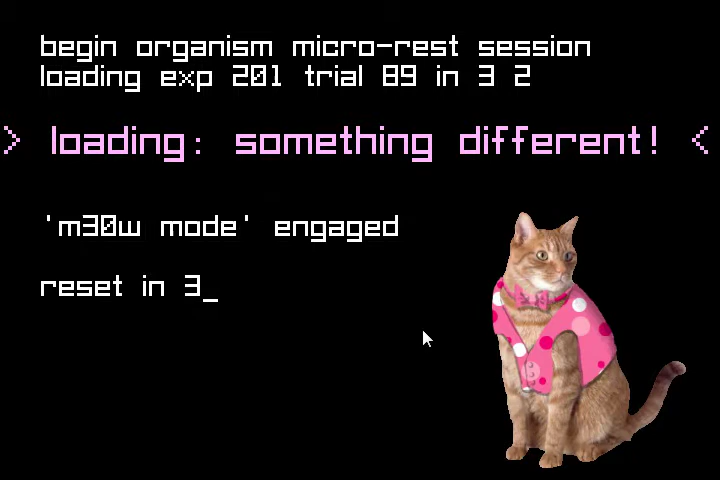 begin organism micro-rest session
loading exp 201 trial 89 in 3 2
> loading: something different! <
'm30w mode' engaged
reset in 3_